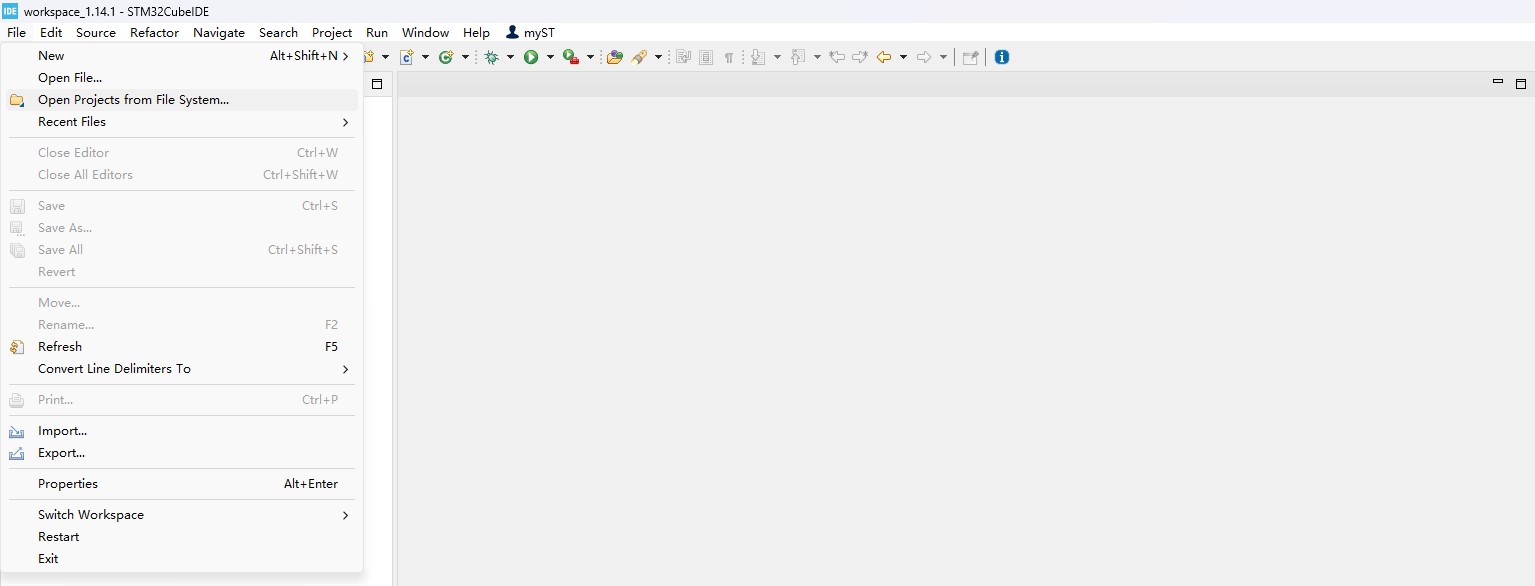 IDE workspace_1.14.1 - STM32CubeIDE
File Edit Source Refactor Navigate Search Project Run Window Help myST
New Alt+Shift+N
Open File...
Open Projects from File System...
Recent Files
Close Editor Ctrl+W
Close All Editors Ctrl+Shift+W
Save Ctrl+S
Save As...
Save All Ctrl+Shift+S
Revert
Move...
Rename... F2
Refresh F5
Convert Line Delimiters To
Print... Ctrl+P
Import...
Export...
Properties Alt+Enter
Switch Workspace
Restart
Exit